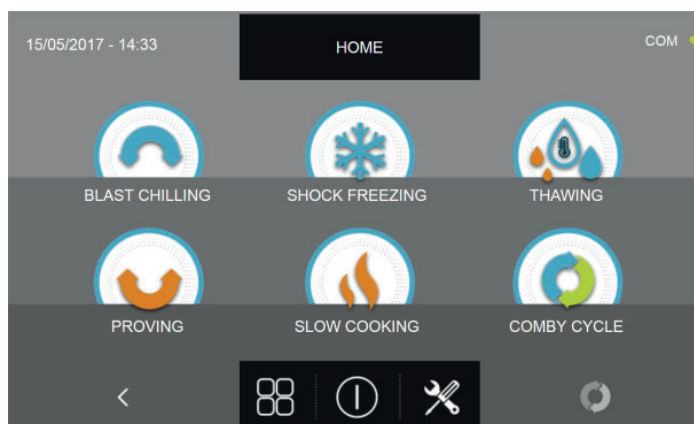 15/05/2017 - 14:33
HOME
COM
BLAST CHILLING
SHOCK FREEZING
THAWING
PROVING
SLOW COOKING
COMBY CYCLE